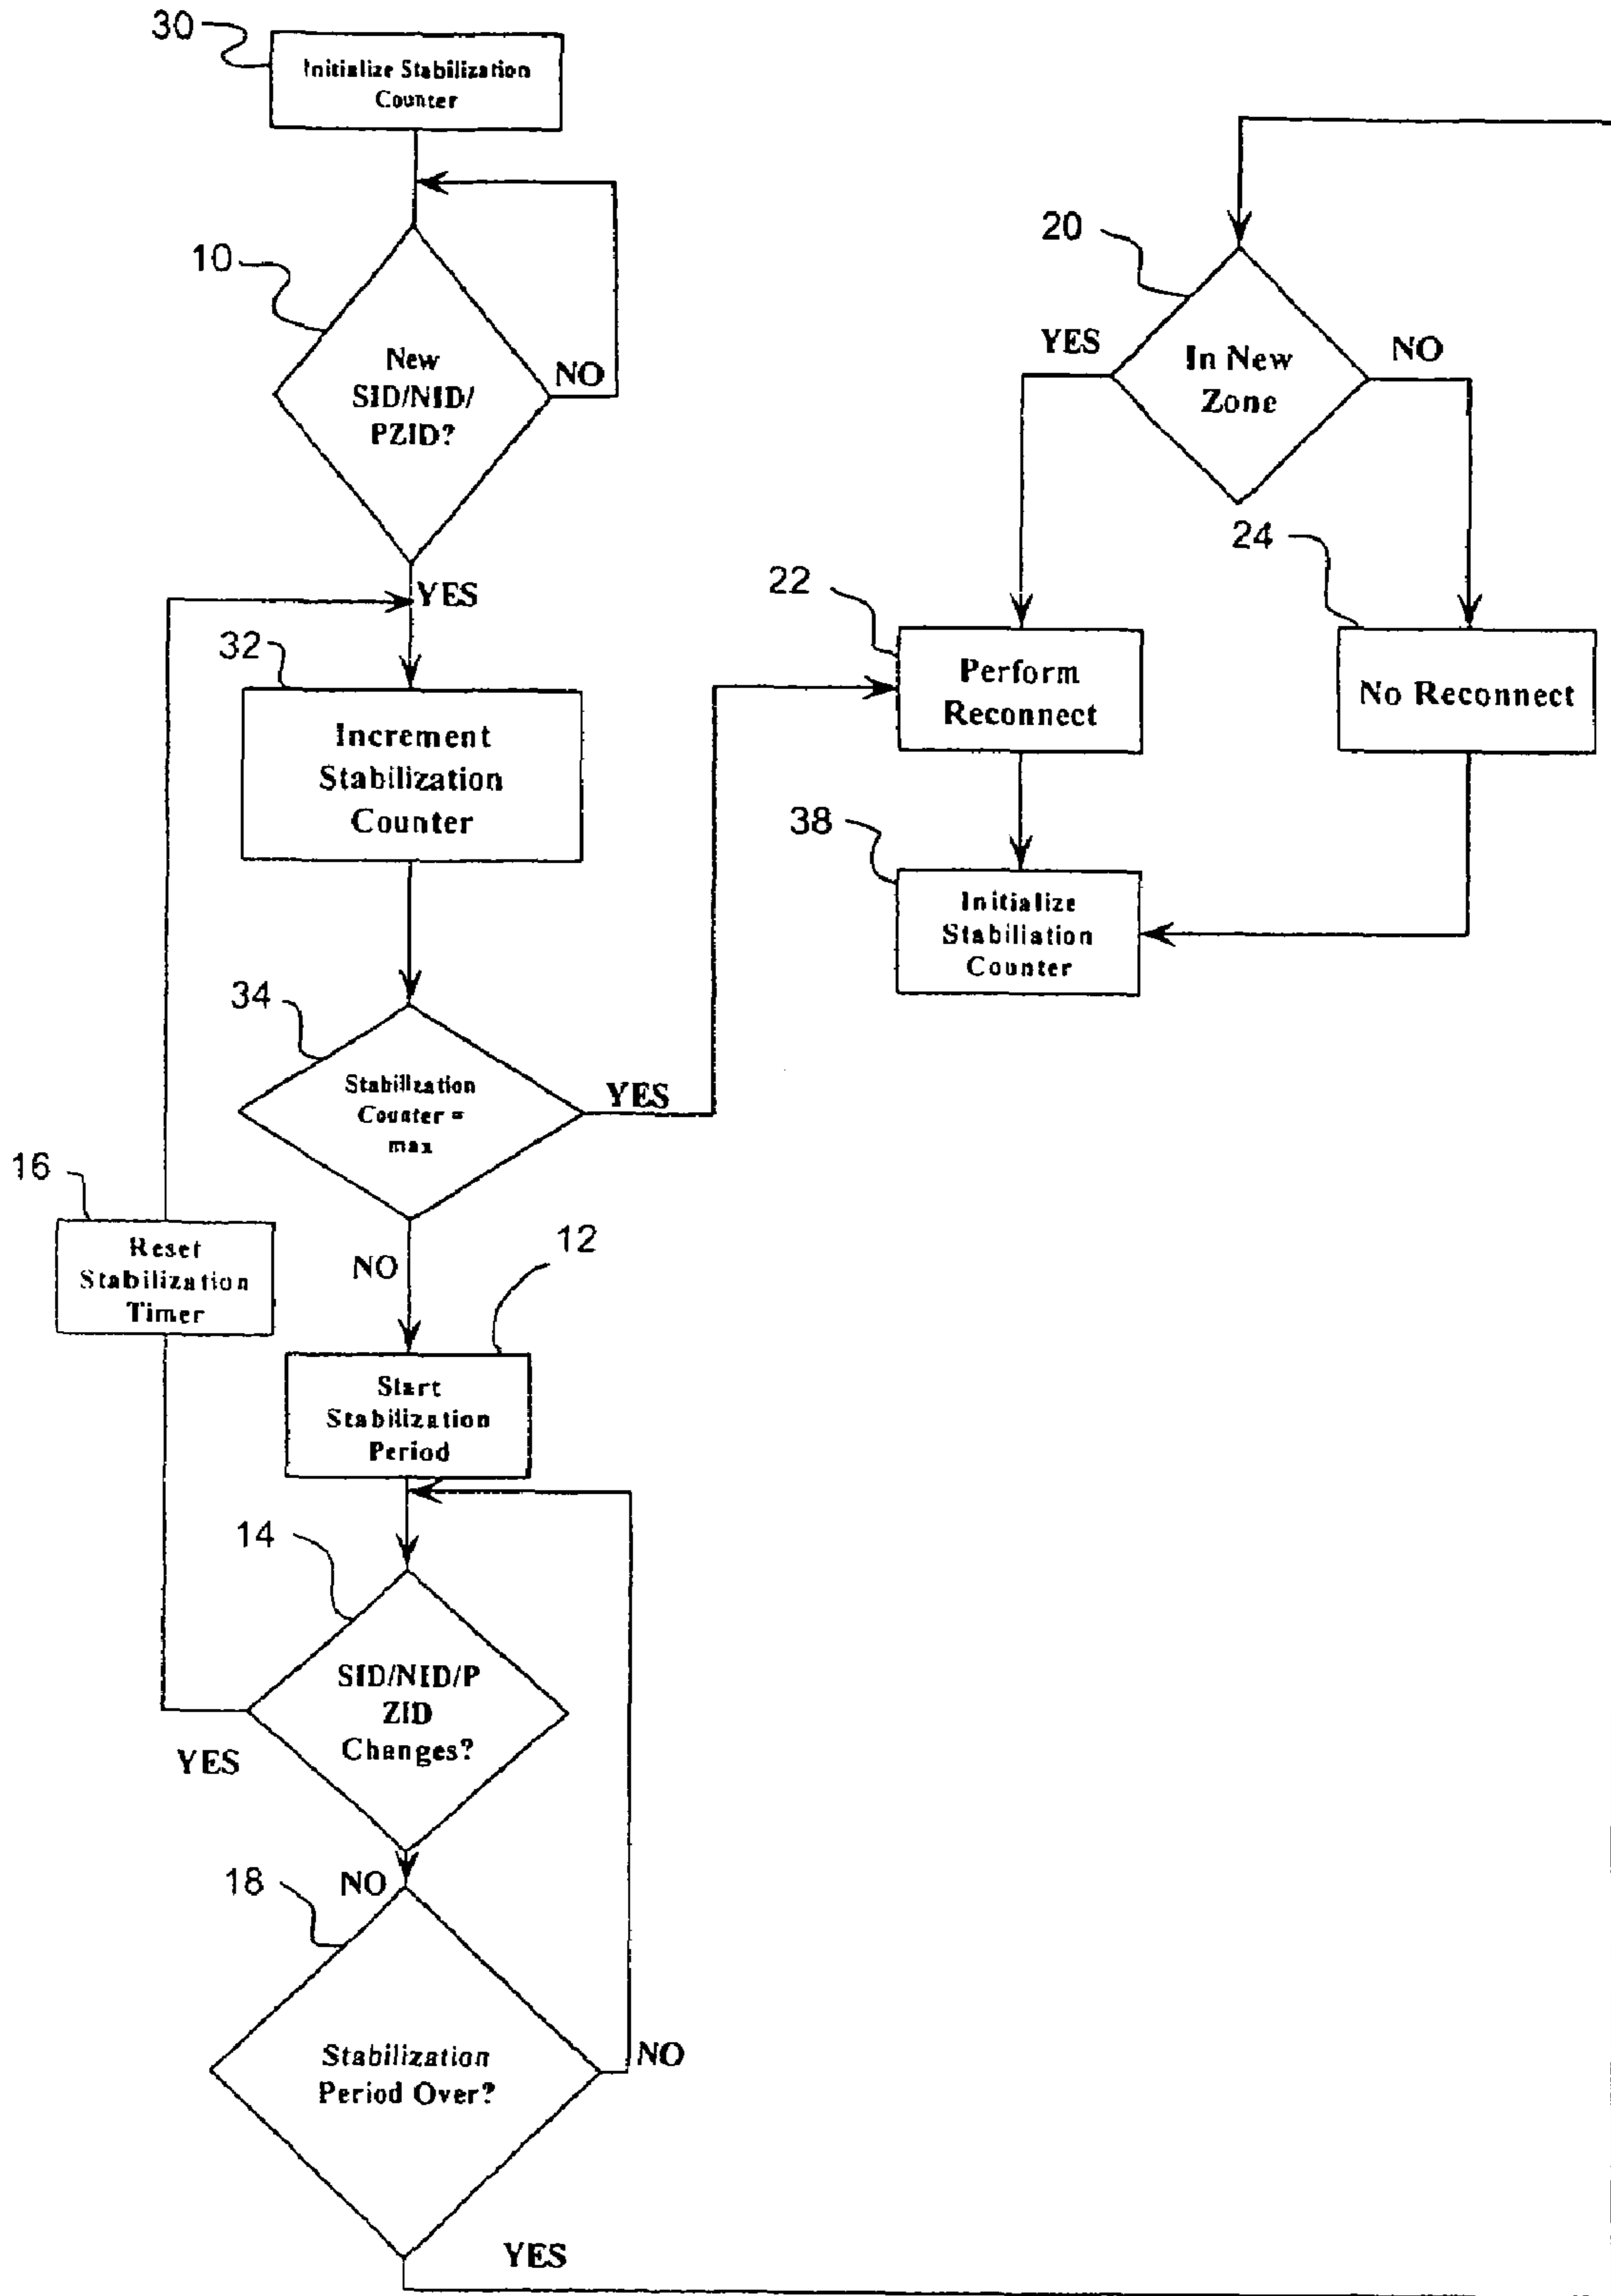 30
Initialize Stabilization
Counter
10
New
SID/NID/
PZID?
NO
YES
32
Increment
Stabilization
Counter
34
Stabilization
Counter =
max
YES
NO
16
Reset
Stabilization
Timer
12
Start
Stabilization
Period
14
SID/NID/P
ZID
Changes?
YES
NO
18
Stabilization
Period Over?
NO
YES
20
In New
Zone
YES
NO
22
Perform
Reconnect
24
No Reconnect
38
Initialize
Stabiliation
Counter